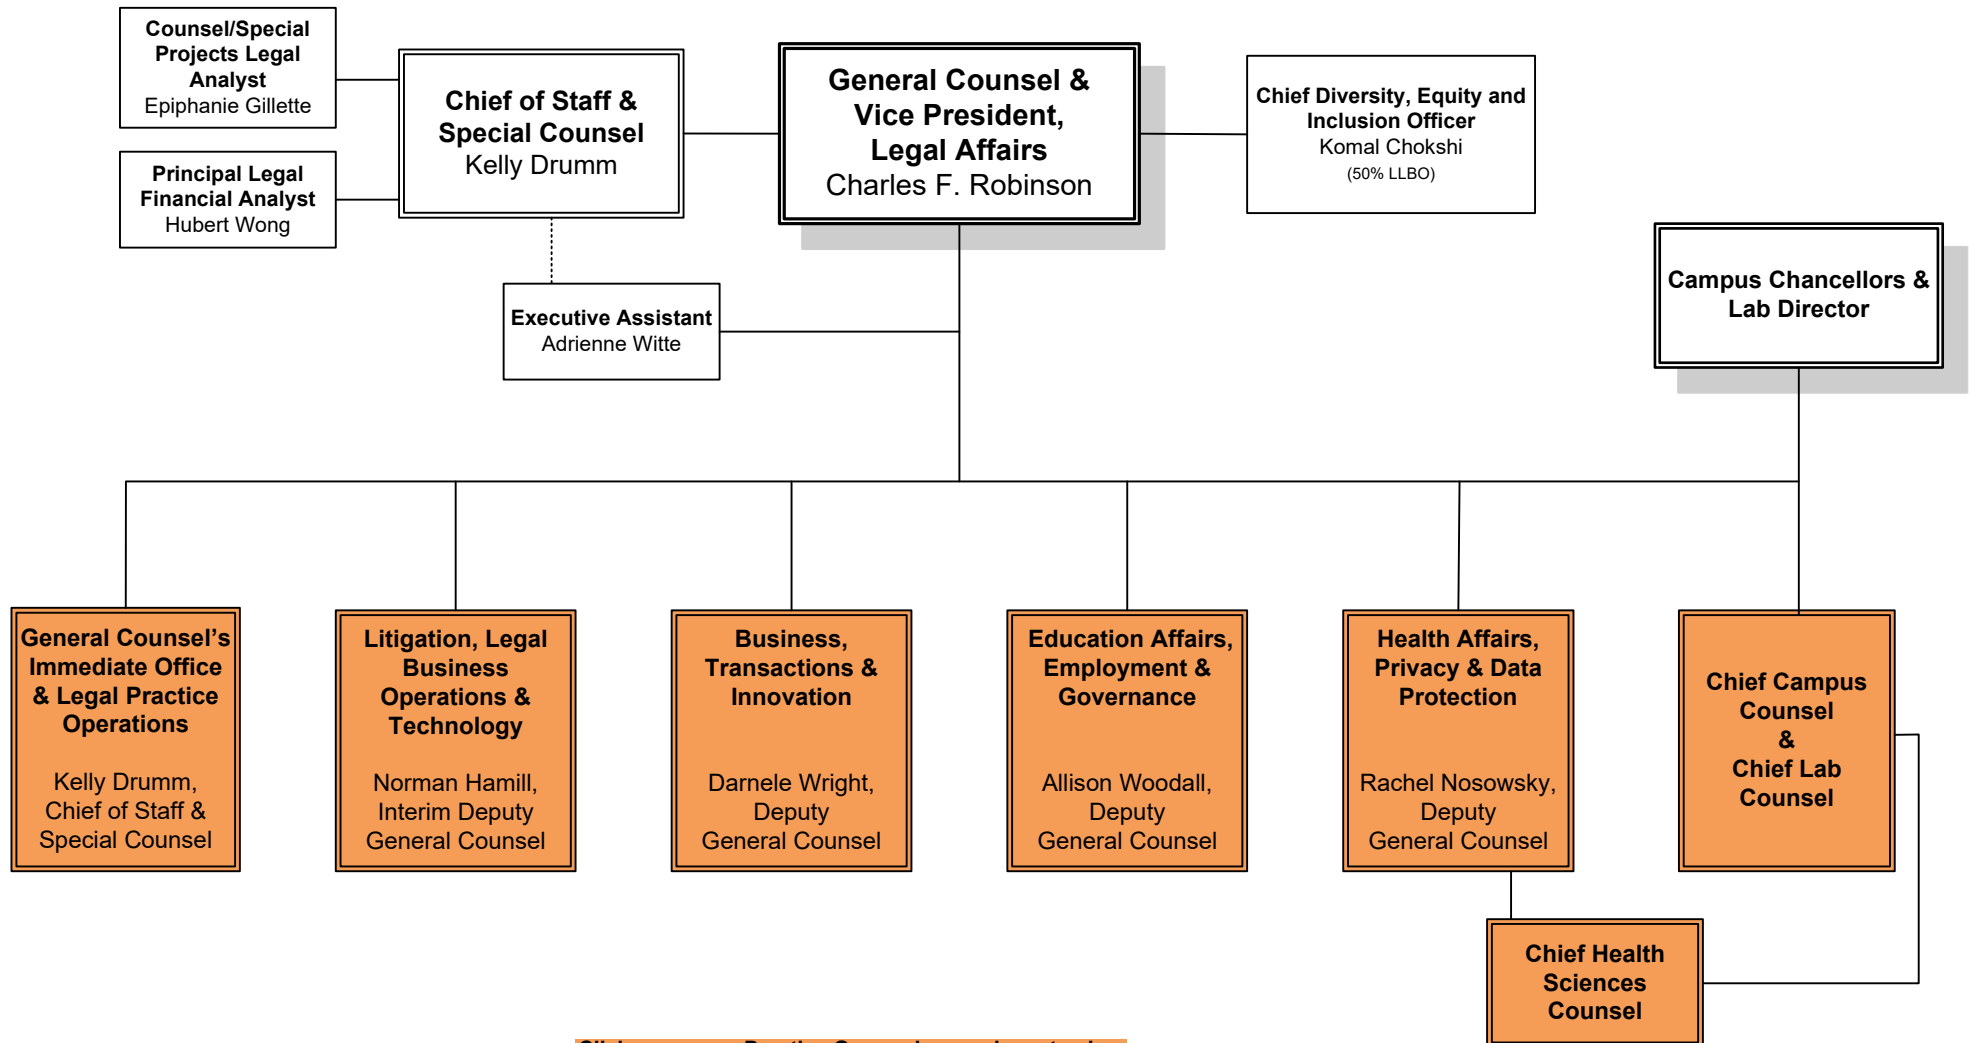 Counsel/Special
Projects Legal
Analyst
Epiphanie Gillette
Principal Legal
Financial Analyst
Hubert Wong
Chief of Staff &
Special Counsel
Kelly Drumm
General Counsel &
Vice President,
Legal Affairs
Charles F. Robinson
Chief Diversity, Equity and
Inclusion Officer
Komal Chokshi
(50% LLBO)
Executive Assistant
Adrienne Witte
Campus Chancellors &
Lab Director
General Counsel's
Immediate Office
& Legal Practice
Operations
Kelly Drumm,
Chief of Staff &
Special Counsel
Litigation, Legal
Business
Operations &
Technology
Norman Hamill,
Interim Deputy
General Counsel
Business,
Transactions &
Innovation
Darnele Wright,
Deputy
General Counsel
Education Affairs,
Employment &
Governance
Allison Woodall,
Deputy
General Counsel
Health Affairs,
Privacy & Data
Protection
Rachel Nosowsky,
Deputy
General Counsel
Chief Campus
Counsel
&
Chief Lab
Counsel
Chief Health
Sciences
Counsel